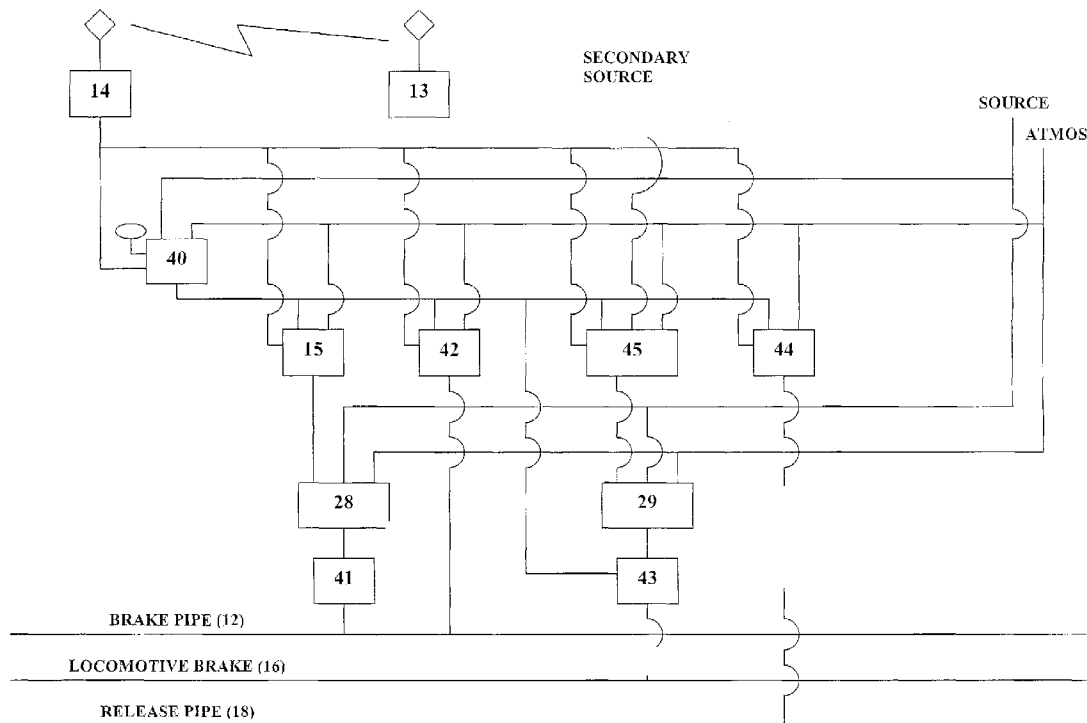 14
13
SECONDARY
SOURCE
SOURCE
ATMOS
40
15
42
45
44
28
29
41
43
BRAKE PIPE (12)
LOCOMOTIVE BRAKE (16)
RELEASE PIPE (18)